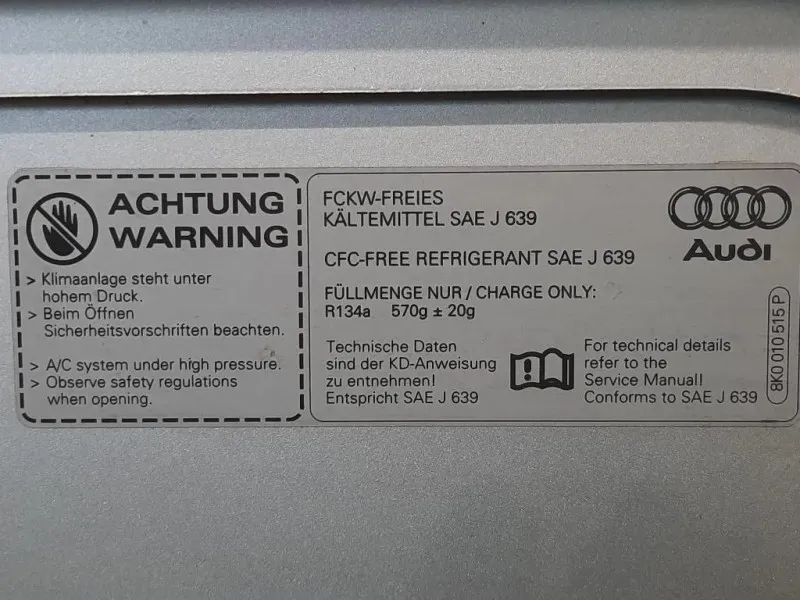 ACHTUNG
WARNING
> Klimaanlage steht unter
hohem Druck.
> Beim Öffnen
Sicherheitsvorschriften beachten.
> A/C system under high pressure.
> Observe safety regulations
when opening.
FCKW-FREIES
KÄLTEMITTEL SAE J 639
CFC-FREE REFRIGERANT SAE J 639
FÜLLMENGE NUR / CHARGE ONLY:
R134a 570g ± 20g
Technische Daten
sind der KD-Anweisung
zu entnehmen!
Entspricht SAE J 639
For technical details
refer to the
Service Manual!
Conforms to SAE J 639
Audi
8K0 010 515 P